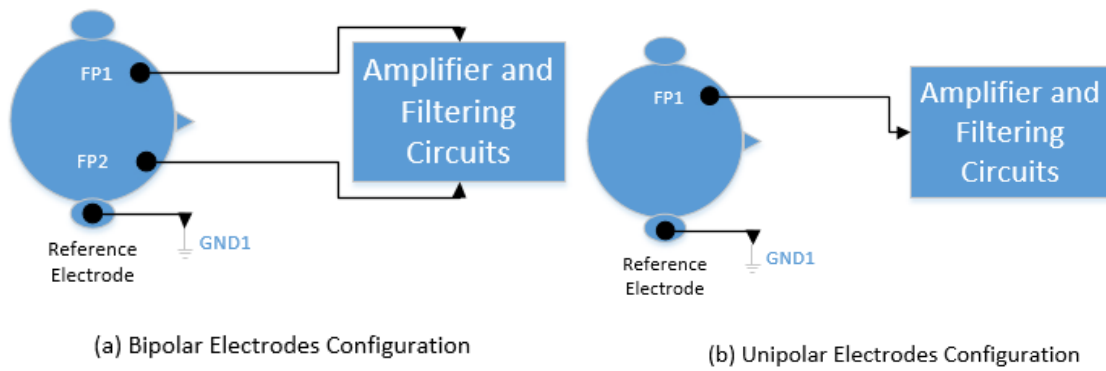 FP1
FP2
Amplifier and
Filtering
Circuits
GND1
Reference
Electrode
(a) Bipolar Electrodes Configuration
FP1
Amplifier and
Filtering
Circuits
GND1
Reference
Electrode
(b) Unipolar Electrodes Configuration